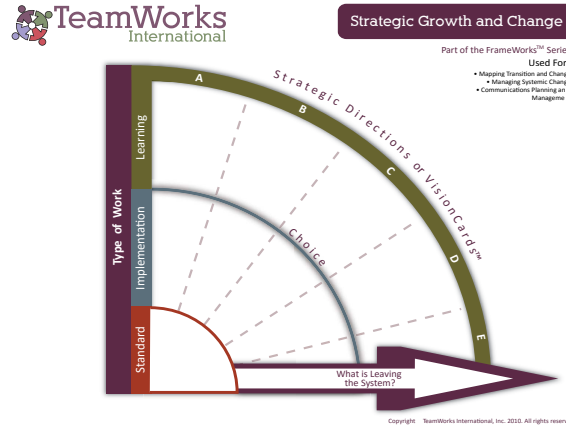 TeamWorks
International
Strategic Growth and Change
Part of the FrameWorks™ Serie
Used For
• Mapping Transition and Chang
• Managing Systemic Chang
• Communications Planning an
Manageme
Strategic Directions or VisionCards™
A
B
C
D
E
Type of Work
Learning
Implementation
Standard
Choice
What is Leaving
the System?
Copyright TeamWorks International, Inc. 2010. All rights reser